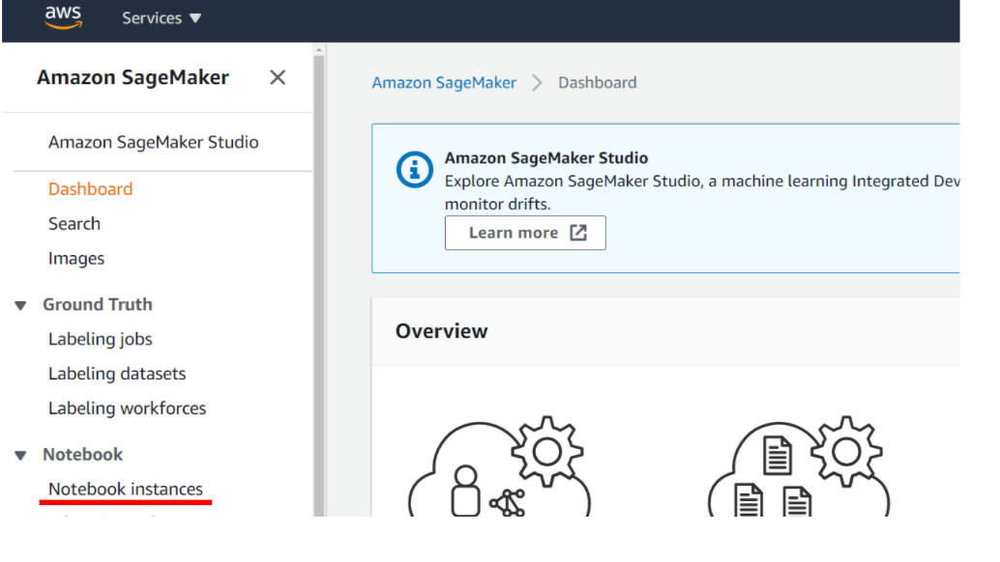 aws
Services ▼
Amazon SageMaker
Amazon SageMaker Studio
Dashboard
Search
Images
Ground Truth
Labeling jobs
Labeling datasets
Labeling workforces
Notebook
Notebook instances
Amazon SageMaker > Dashboard
Amazon SageMaker Studio
Explore Amazon SageMaker Studio, a machine learning Integrated Dev
monitor drifts.
Learn more
Overview